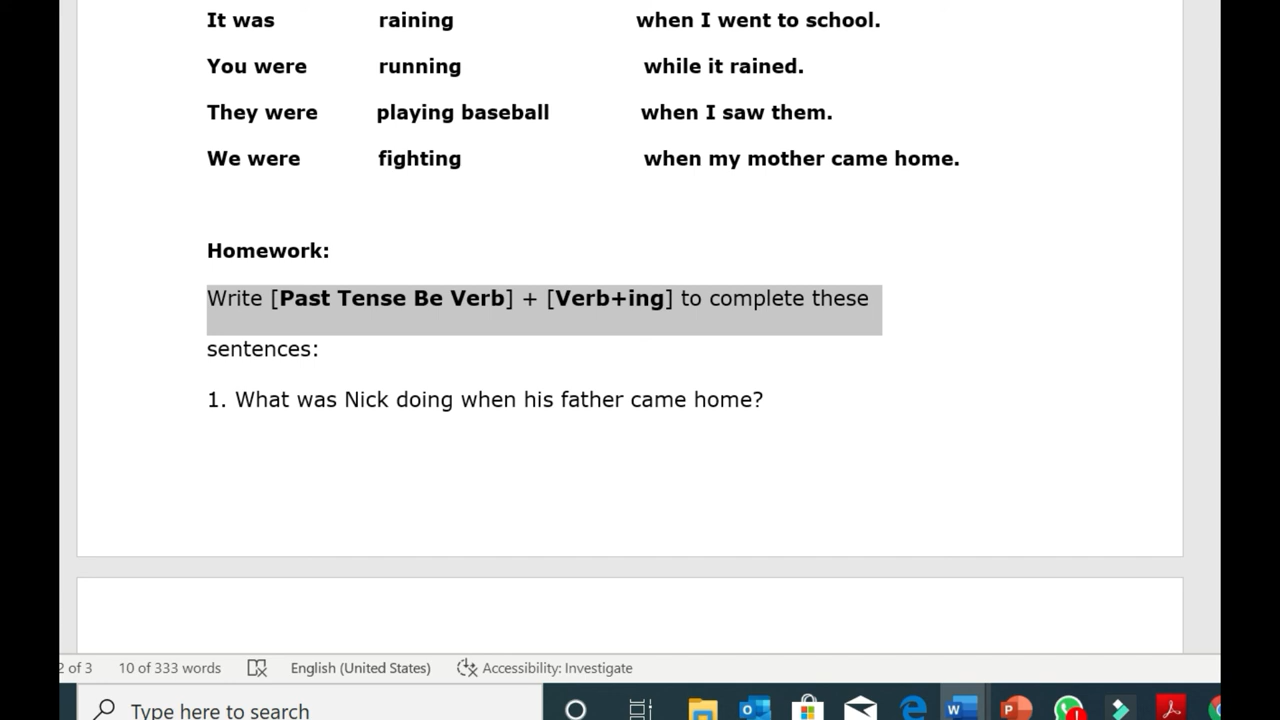 It was raining when I went to school.
You were running while it rained.
They were playing baseball when I saw them.
We were fighting when my mother came home.
Homework:
Write [Past Tense Be Verb] + [Verb+ing] to complete these
sentences:
1. What was Nick doing when his father came home?
2 of 3 10 of 333 words English (United States) Accessibility: Investigate
Type here to search